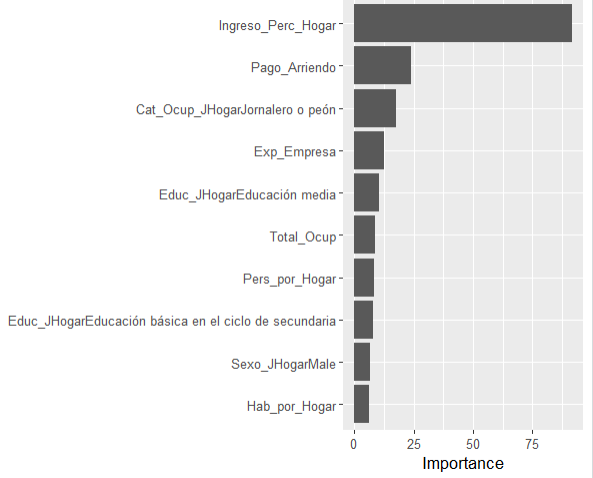 Ingreso_Perc_Hogar
Pago_Arriendo
Cat_Ocup_JHogarJornalero o peón
Exp_Empresa
Educ_JHogarEducación media
Total_Ocup
Pers_por_Hogar
Educ_JHogarEducación básica en el ciclo de secundaria
Sexo_JHogarMale
Hab_por_Hogar
0 25 50 75
Importance